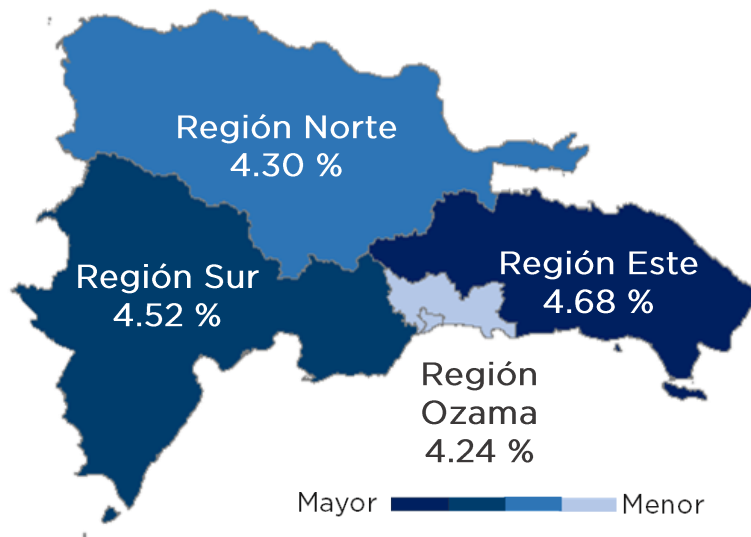 Región Norte
4.30 %
Región Sur
4.52 %
Región Este
4.68 %
Región
Ozama
4.24 %
Mayor
Menor